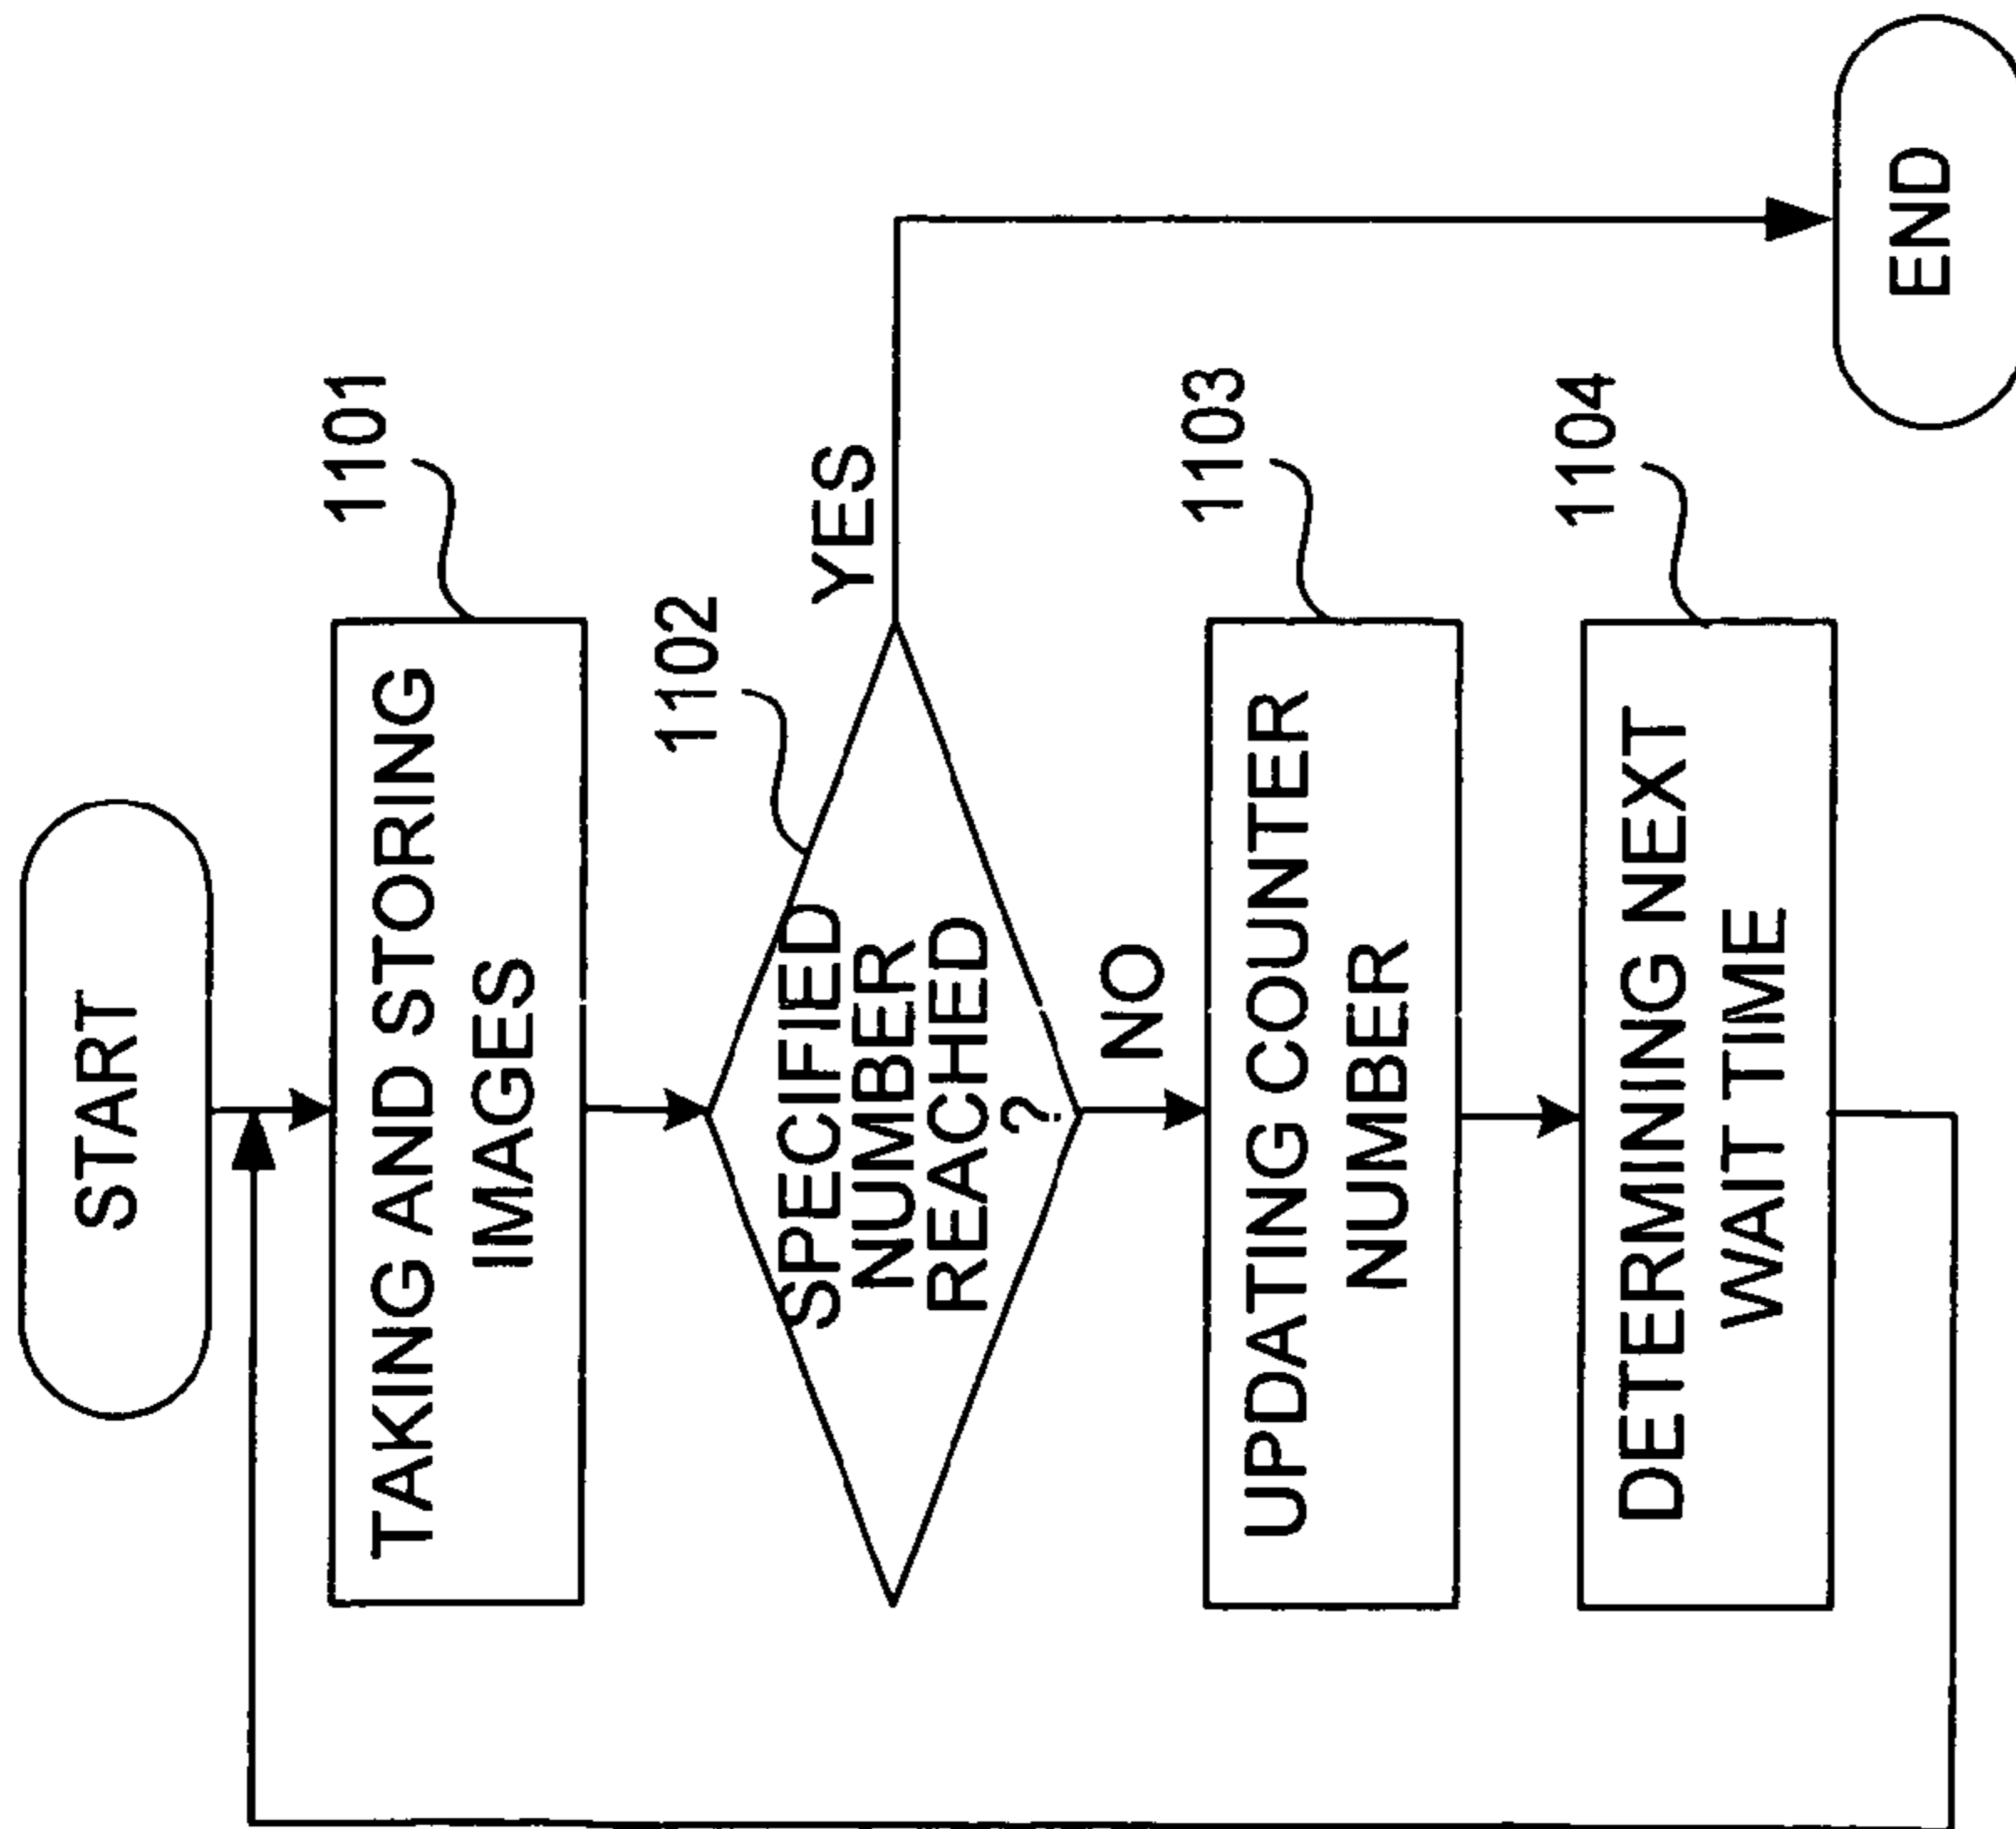 START
1101
TAKING AND STORING
IMAGES
1102
SPECIFIED
NUMBER
REACHED
?
YES
NO
1103
UPDATING COUNTER
NUMBER
1104
DETERMINING NEXT
WAIT TIME
END